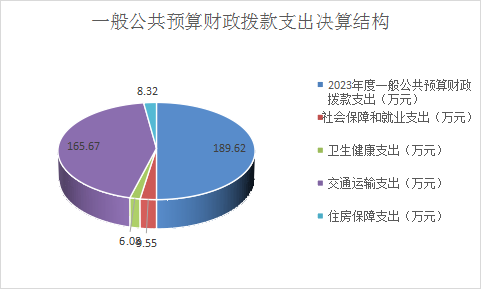 一般公共预算财政拨款支出决算结构
8.32
165.67
189.62
6.08
9.55
2023年度一般公共预算财政
拨款支出（万元）
社会保障和就业支出（万元）
卫生健康支出（万元）
交通运输支出（万元）
住房保障支出（万元）